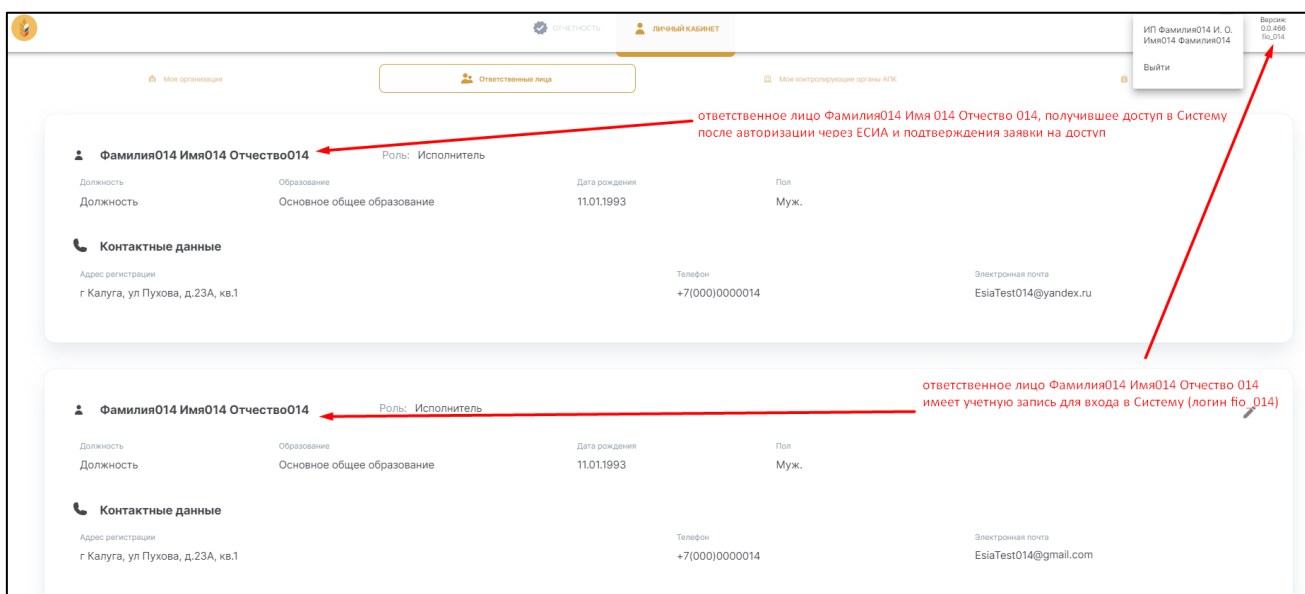 ОТЧЕТНОСТЬ ЛИЧНЫЙ КАБИНЕТ
ИП Фамилия014 И. О.
Имя014 Фамилия014
Выйти
Версия:
0.0.466
fio_014
Моя организация Ответственные лица Мои контролирующие органы АПК
ответственное лицо Фамилия014 Имя 014 Отчество 014, получившее доступ в Систему
после авторизации через ЕСИА и подтверждения заявки на доступ
Фамилия014 Имя014 Отчество014 Роль: Исполнитель
Должность Образование Дата рождения Пол
Должность Основное общее образование 11.01.1993 Муж.
Контактные данные
Адрес регистрации Телефон Электронная почта
г Калуга, ул Пухова, д.23А, кв.1 +7(000)0000014 EsiaTest014@yandex.ru
ответственное лицо Фамилия014 Имя014 Отчество 014
имеет учетную запись для входа в Систему (логин fio_014)
Фамилия014 Имя014 Отчество014 Роль: Исполнитель
Должность Образование Дата рождения Пол
Должность Основное общее образование 11.01.1993 Муж.
Контактные данные
Адрес регистрации Телефон Электронная почта
г Калуга, ул Пухова, д.23А, кв.1 +7(000)0000014 EsiaTest014@gmail.com